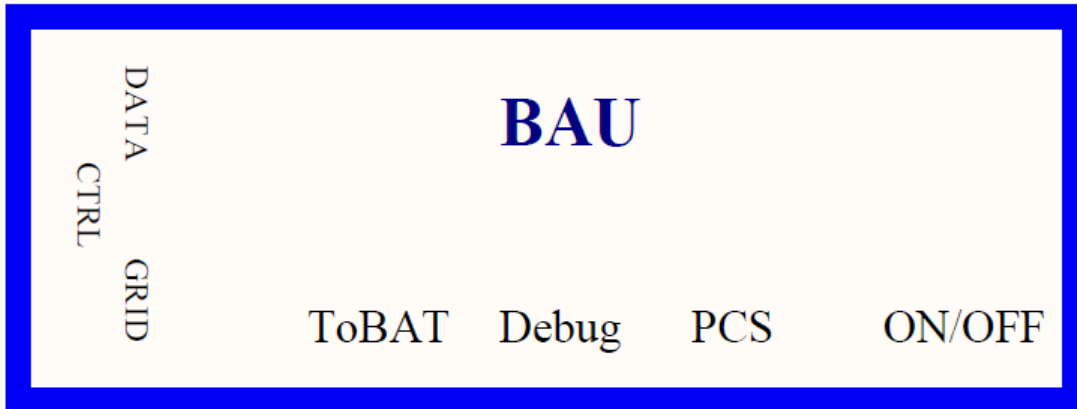 DATA
BAU
CTRL
GRID
ToBAT Debug PCS ON/OFF